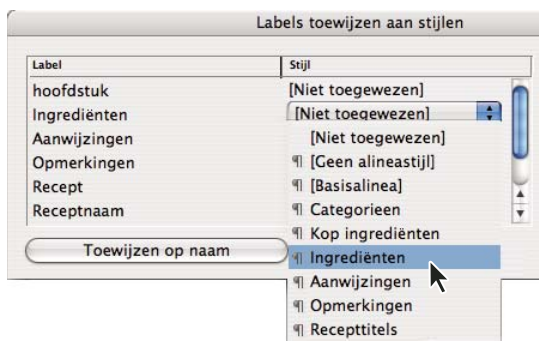 Labels toewijzen aan stijlen
Label Stijl
hoofdstuk [Niet toegewezen]
Ingrediënten [Niet toegewezen]
Aanwijzingen [Niet toegewezen]
Opmerkingen ¶ [Geen alineastijl]
Recept ¶ [Basisalinea]
Receptnaam ¶ Categorieen
¶ Kop ingrediënten
Toewijzen op naam ¶ Ingrediënten
¶ Aanwijzingen
¶ Opmerkingen
¶ Recepttitels